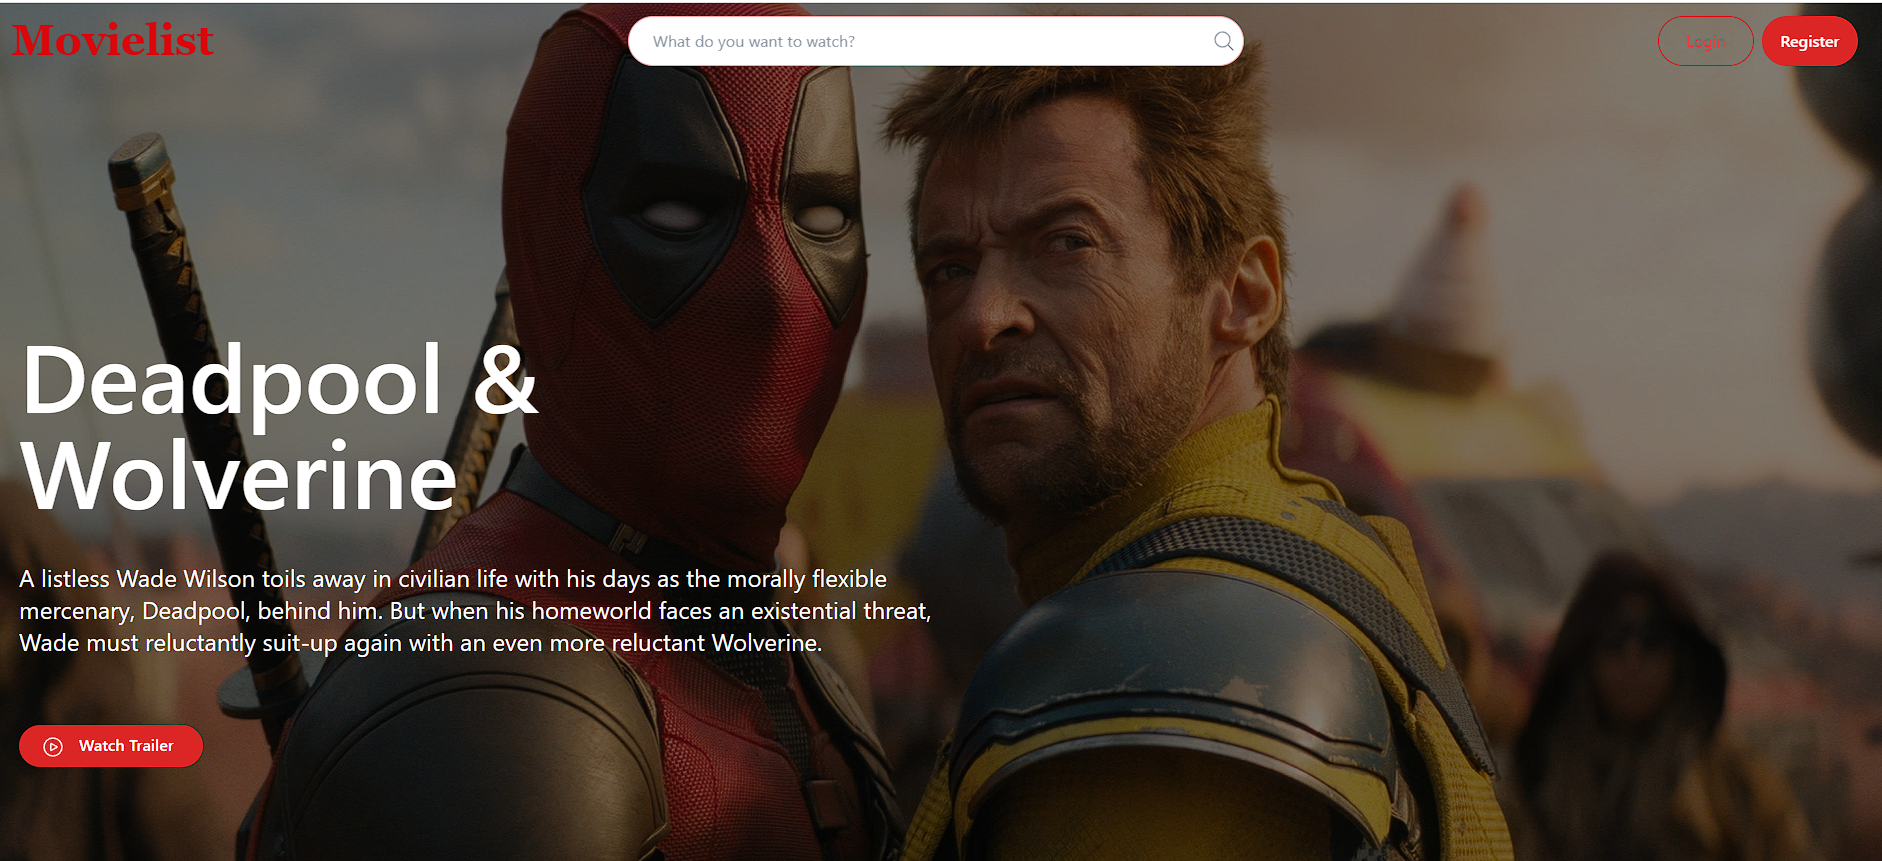 Movielist
What do you want to watch?
Login
Register
Deadpool &
Wolverine
A listless Wade Wilson toils away in civilian life with his days as the morally flexible
mercenary, Deadpool, behind him. But when his homeworld faces an existential threat,
Wade must reluctantly suit-up again with an even more reluctant Wolverine.
Watch Trailer